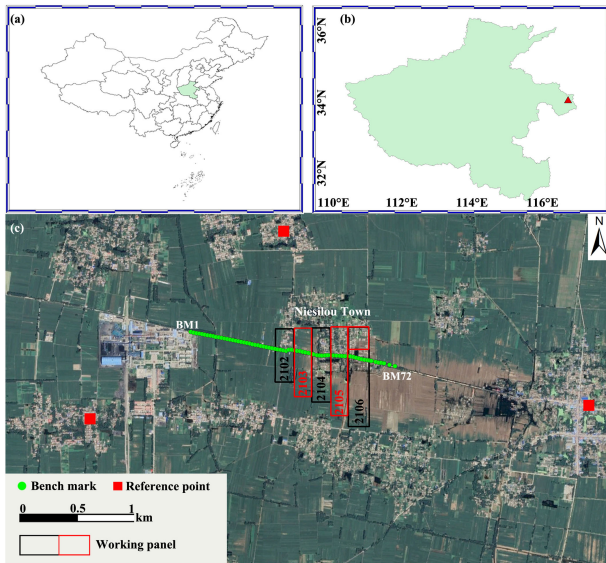 (a)
(b)
36°N
34°N
32°N
110°E
112°E
114°E
116°E
(c)
N
Niesilou Town
BM1
BM72
2102
2103
2104
2105
2106
Bench mark
Reference point
0 0.5 1
km
Working panel